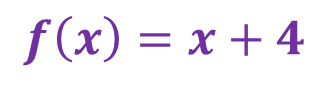 f(x) = x + 4